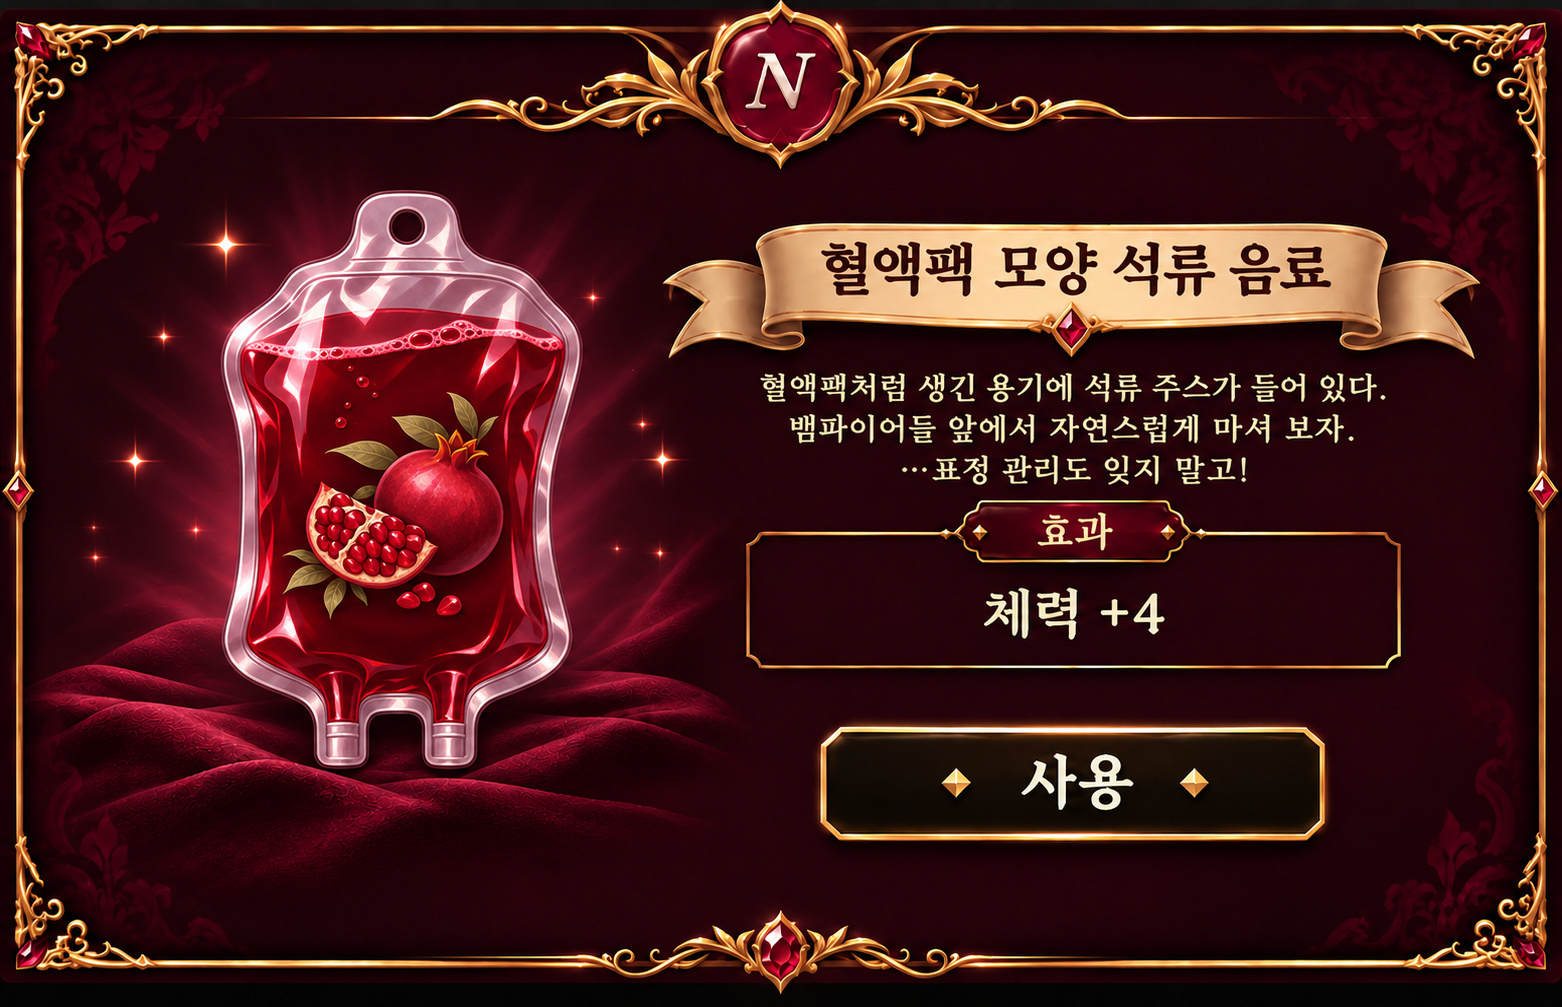 N
혈액팩 모양 석류 음료
혈액팩처럼 생긴 용기에 석류 주스가 들어 있다.
뱀파이어들 앞에서 자연스럽게 마셔 보자.
…표정 관리도 잊지 말고!
효과
체력 +4
사용